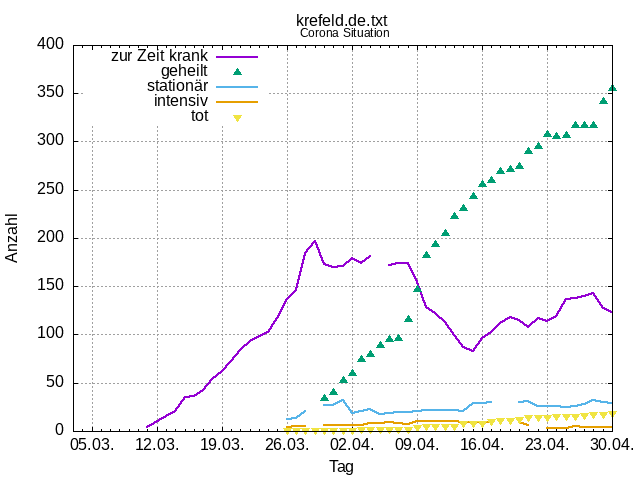 krefeld.de.txt
Corona Situation
zur Zeit krank
geheilt
stationär
intensiv
tot
Anzahl
400
350
300
250
200
150
100
50
0
05.03. 12.03. 19.03. 26.03. 02.04. 09.04. 16.04. 23.04. 30.04.
Tag